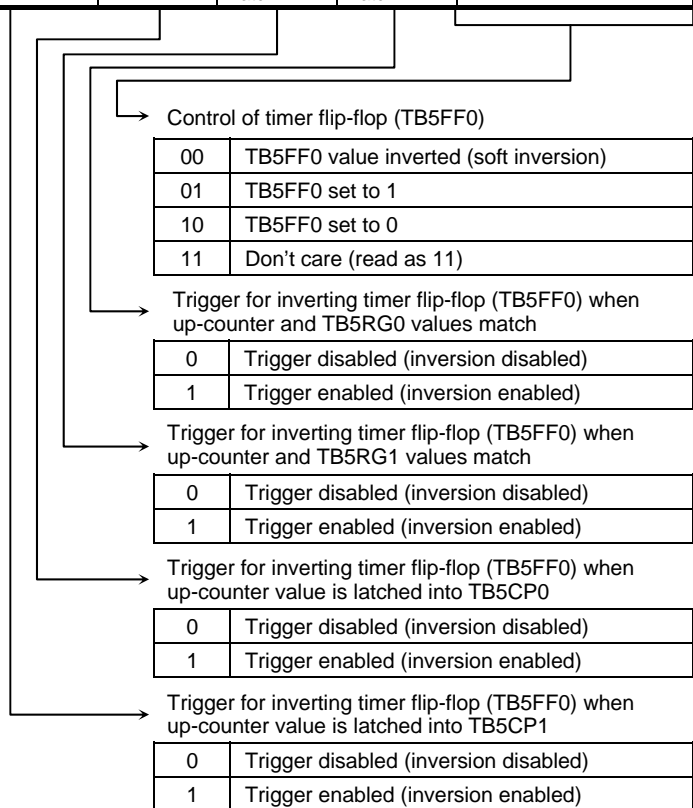 Control of timer flip-flop (TB5FF0)
00 TB5FF0 value inverted (soft inversion)
01 TB5FF0 set to 1
10 TB5FF0 set to 0
11 Don't care (read as 11)
Trigger for inverting timer flip-flop (TB5FF0) when
up-counter and TB5RG0 values match
0 Trigger disabled (inversion disabled)
1 Trigger enabled (inversion enabled)
Trigger for inverting timer flip-flop (TB5FF0) when
up-counter and TB5RG1 values match
0 Trigger disabled (inversion disabled)
1 Trigger enabled (inversion enabled)
Trigger for inverting timer flip-flop (TB5FF0) when
up-counter value is latched into TB5CP0
0 Trigger disabled (inversion disabled)
1 Trigger enabled (inversion enabled)
Trigger for inverting timer flip-flop (TB5FF0) when
up-counter value is latched into TB5CP1
0 Trigger disabled (inversion disabled)
1 Trigger enabled (inversion enabled)